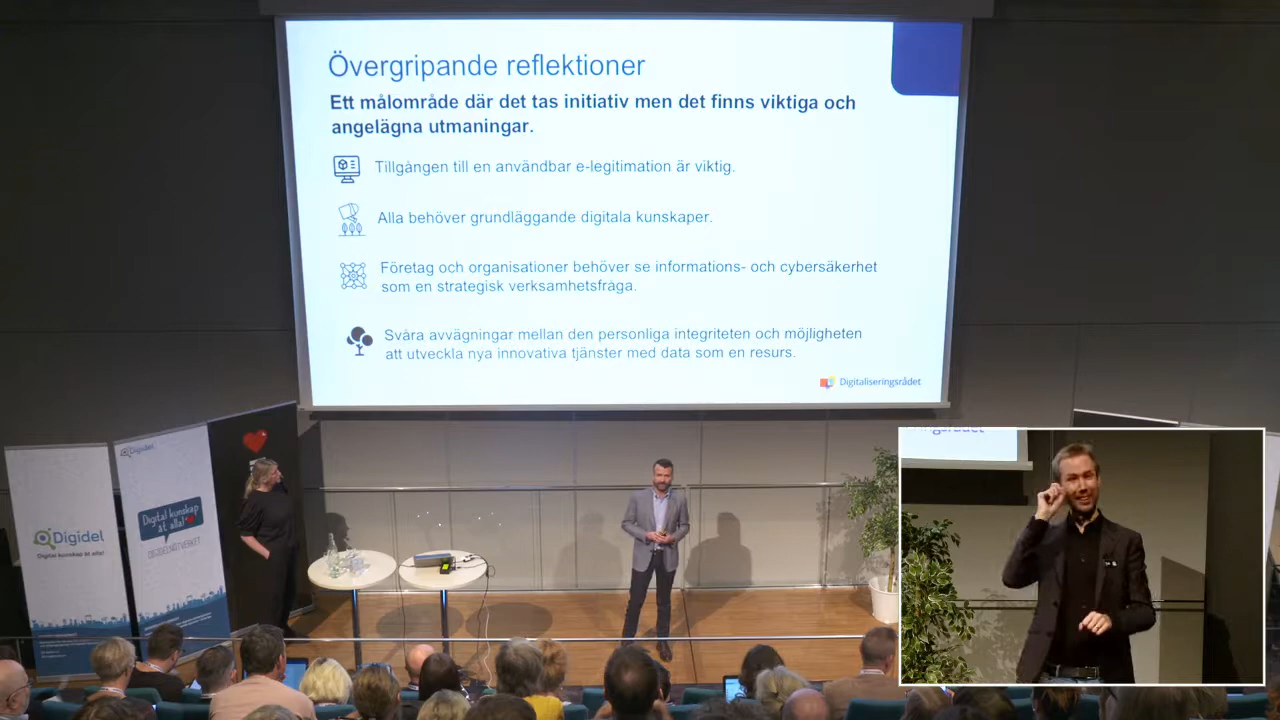 Övergripande reflektioner
Ett målområde där det tas initiativ men det finns viktiga och
angelägna utmaningar.
Tillgången till en användbar e-legitimation är viktig.
Alla behöver grundläggande digitala kunskaper.
Företag och organisationer behöver se informations- och cybersäkerhet
som en strategisk verksamhetsfråga.
Svåra avvägningar mellan den personliga integriteten och möjligheten
att utveckla nya innovativa tjänster med data som en resurs.
Digitaliseringsrådet
Digidel
Digital kunskap åt alla!
Digidel
Digital kunskap
åt alla!
DIGIDELNÄTVERKET